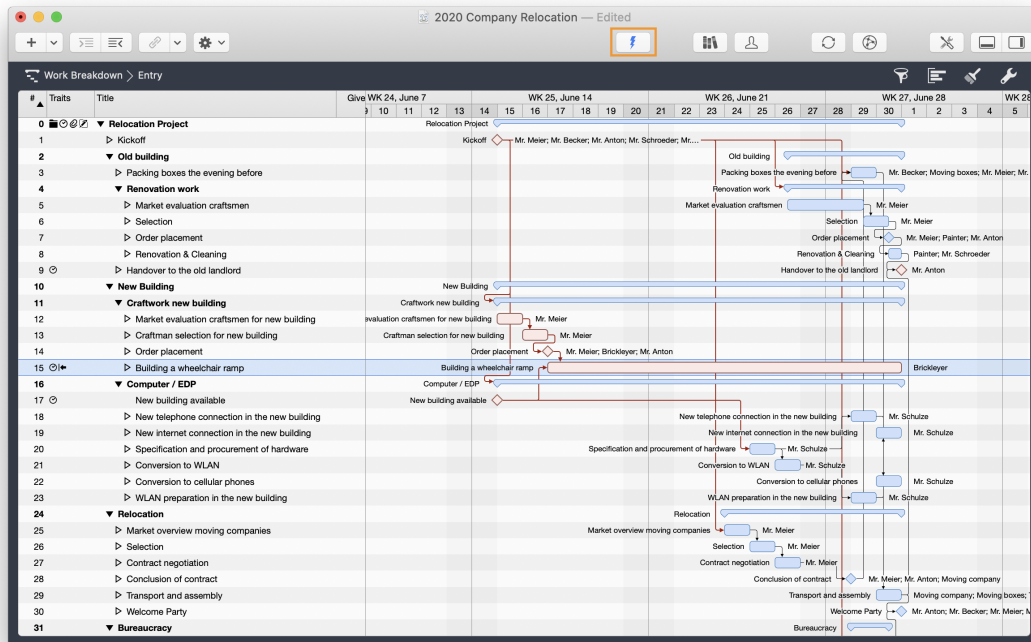 2020 Company Relocation — Edited
Work Breakdown > Entry
# Traits Title Give WK 24, June 7 WK 25, June 14 WK 26, June 21 WK 27, June 28 WK 28
9 10 11 12 13 14 15 16 17 18 19 20 21 22 23 24 25 26 27 28 29 30 1 2 3 4 5
0 Relocation Project Relocation Project
1 Kickoff Kickoff Mr. Meier; Mr. Becker; Mr. Anton; Mr. Schroeder; Mr....
2 Old building Old building
3 Packing boxes the evening before Packing boxes the evening before Mr. Becker; Moving boxes; Mr. Meier; Mr.
4 Renovation work Renovation work
5 Market evaluation craftsmen Market evaluation craftsmen Mr. Meier
6 Selection Selection Mr. Meier
7 Order placement Order placement Mr. Meier; Painter; Mr. Anton
8 Renovation & Cleaning Renovation & Cleaning Painter; Mr. Schroeder
9 Handover to the old landlord Handover to the old landlord Mr. Anton
10 New Building New Building
11 Craftwork new building Craftwork new building
12 Market evaluation craftsmen for new building evaluation craftsmen for new building Mr. Meier
13 Craftman selection for new building Craftman selection for new building Mr. Meier
14 Order placement Order placement Mr. Meier; Brickleyer; Mr. Anton
15 Building a wheelchair ramp Building a wheelchair ramp Brickleyer
16 Computer / EDP Computer / EDP
17 New building available New building available
18 New telephone connection in the new building New telephone connection in the new building Mr. Schulze
19 New internet connection in the new building New internet connection in the new building Mr. Schulze
20 Specification and procurement of hardware Specification and procurement of hardware Mr. Schulze
21 Conversion to WLAN Conversion to WLAN Mr. Schulze
22 Conversion to cellular phones Conversion to cellular phones Mr. Schulze
23 WLAN preparation in the new building WLAN preparation in the new building Mr. Schulze
24 Relocation Relocation
25 Market overview moving companies Market overview moving companies Mr. Meier
26 Selection Selection Mr. Meier
27 Contract negotiation Contract negotiation Mr. Meier
28 Conclusion of contract Conclusion of contract Mr. Meier; Mr. Anton; Moving company
29 Transport and assembly Transport and assembly Moving company; Moving boxes;
30 Welcome Party Welcome Party Mr. Anton; Mr. Becker; Mr. Meier;
31 Bureaucracy Bureaucracy